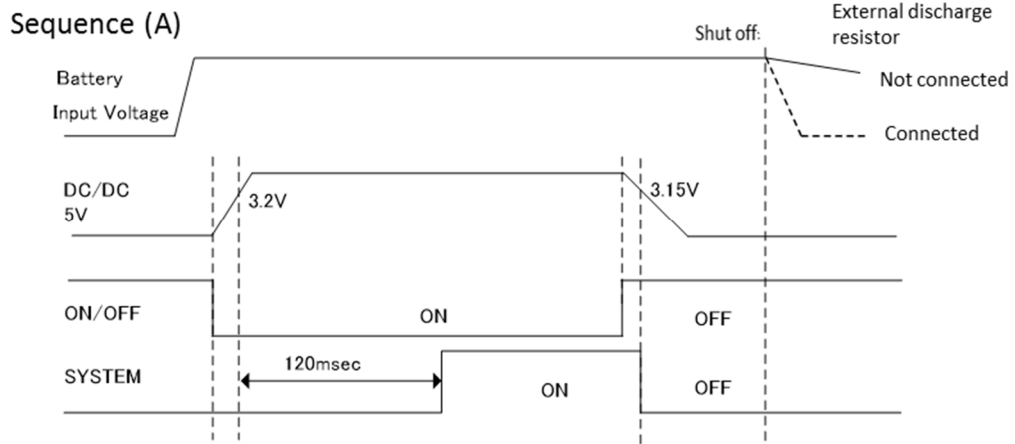 Sequence (A)
Shut off:
External discharge
resistor
Battery
Input Voltage
Not connected
Connected
DC/DC
5V
3.2V
3.15V
ON/OFF
ON
OFF
SYSTEM
120msec
ON
OFF